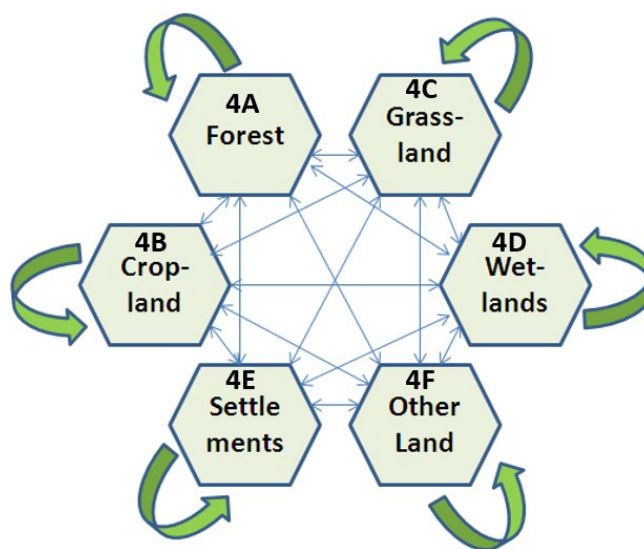 4A
Forest
4C
Grass-
land
4B
Crop-
land
4D
Wet-
lands
4E
Settle
ments
4F
Other
Land